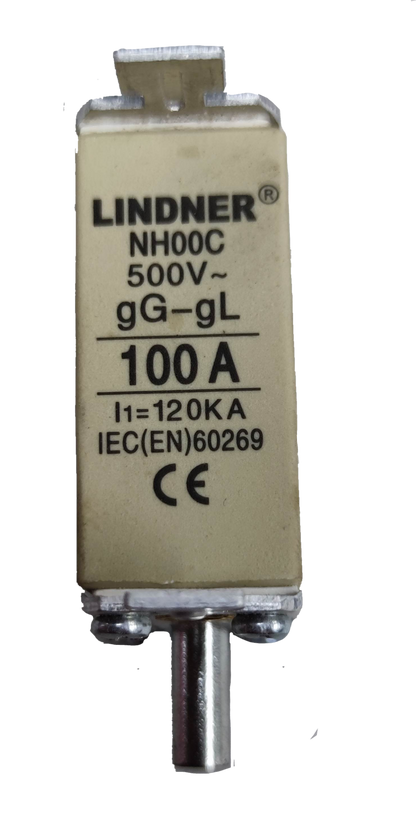 LINDNER®
NH00C
500V~
gG-gL
100 A
I1=120KA
IEC(EN)60269
CE